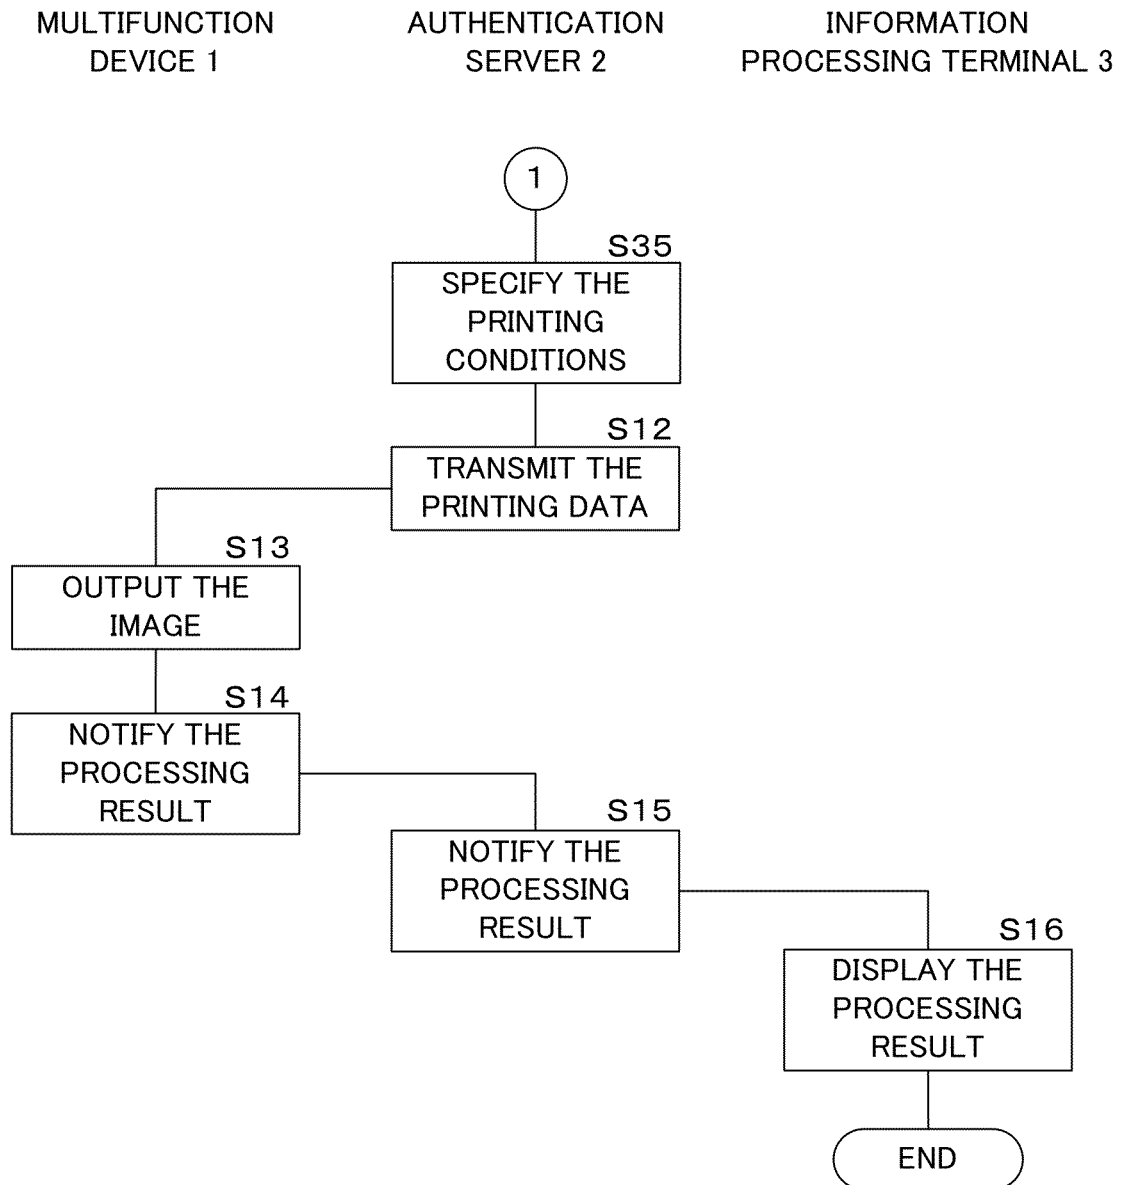 MULTIFUNCTION
DEVICE 1
AUTHENTICATION
SERVER 2
INFORMATION
PROCESSING TERMINAL 3
1
S35
SPECIFY THE
PRINTING
CONDITIONS
S12
TRANSMIT THE
PRINTING DATA
S13
OUTPUT THE
IMAGE
S14
NOTIFY THE
PROCESSING
RESULT
S15
NOTIFY THE
PROCESSING
RESULT
S16
DISPLAY THE
PROCESSING
RESULT
END